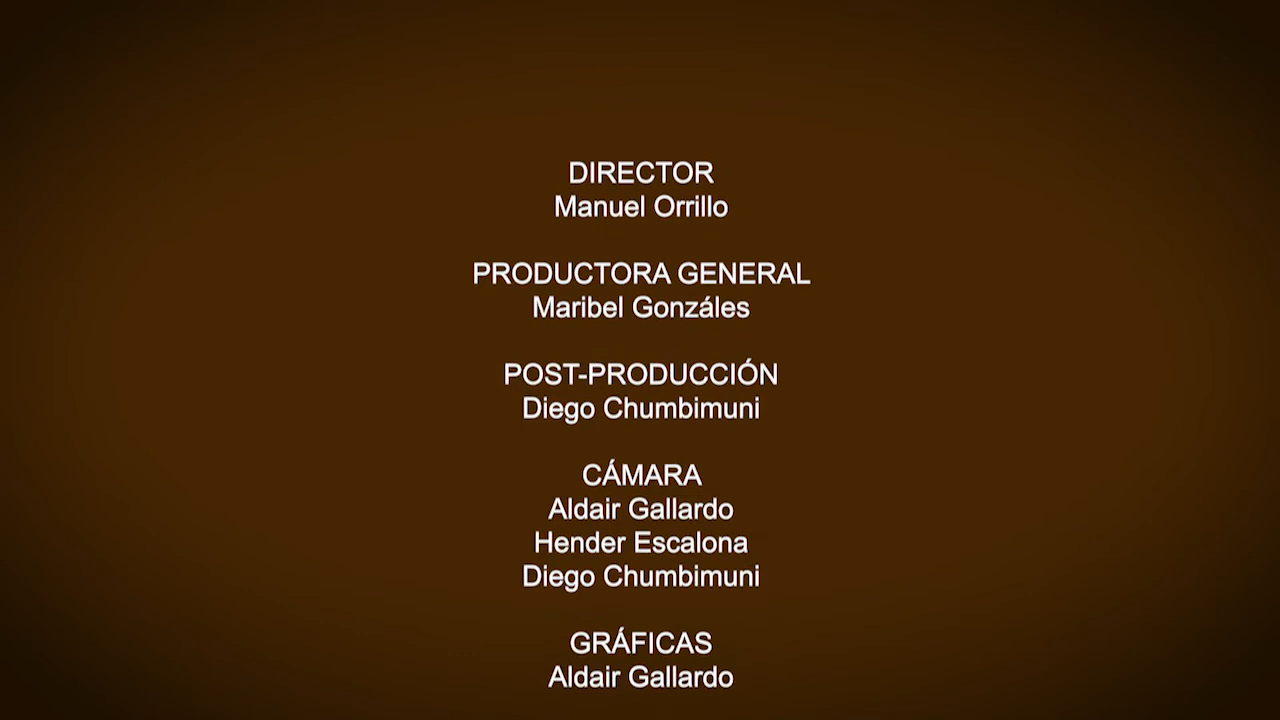 DIRECTOR
Manuel Orrillo
PRODUCTORA GENERAL
Maribel Gonzáles
POST-PRODUCCIÓN
Diego Chumbimuni
CÁMARA
Aldair Gallardo
Hender Escalona
Diego Chumbimuni
GRÁFICAS
Aldair Gallardo